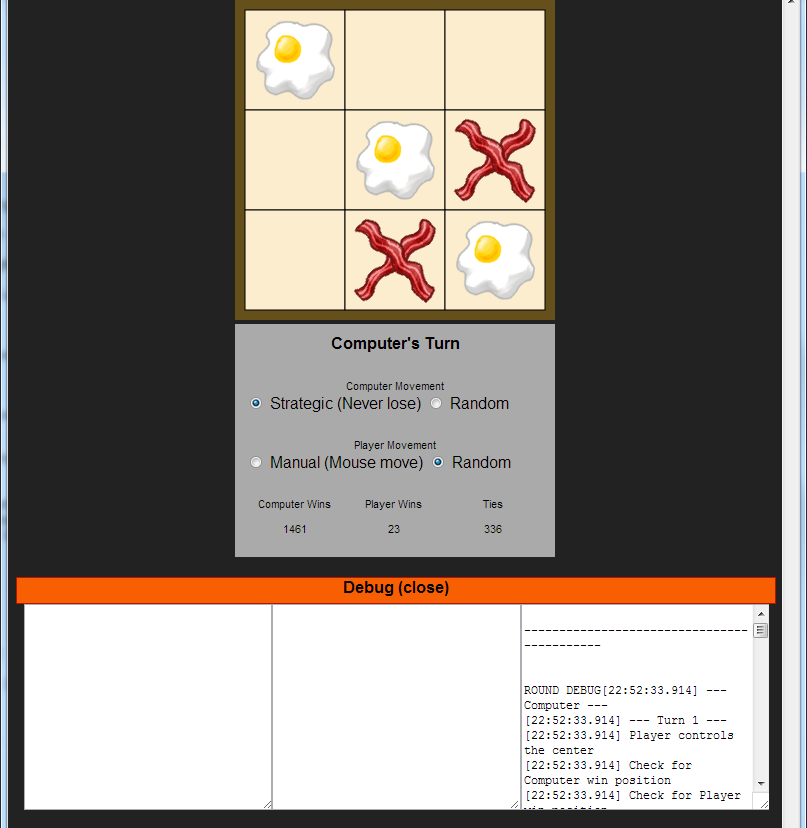 Computer's Turn
Computer Movement
Strategic (Never lose) Random
Player Movement
Manual (Mouse move) Random
Computer Wins Player Wins Ties
1461 23 336
Debug (close)
--------------------------------
-----------
ROUND DEBUG[22:52:33.914] ---
Computer ---
[22:52:33.914] --- Turn 1 ---
[22:52:33.914] Player controls
the center
[22:52:33.914] Check for
Computer win position
[22:52:33.914] Check for Player
win position